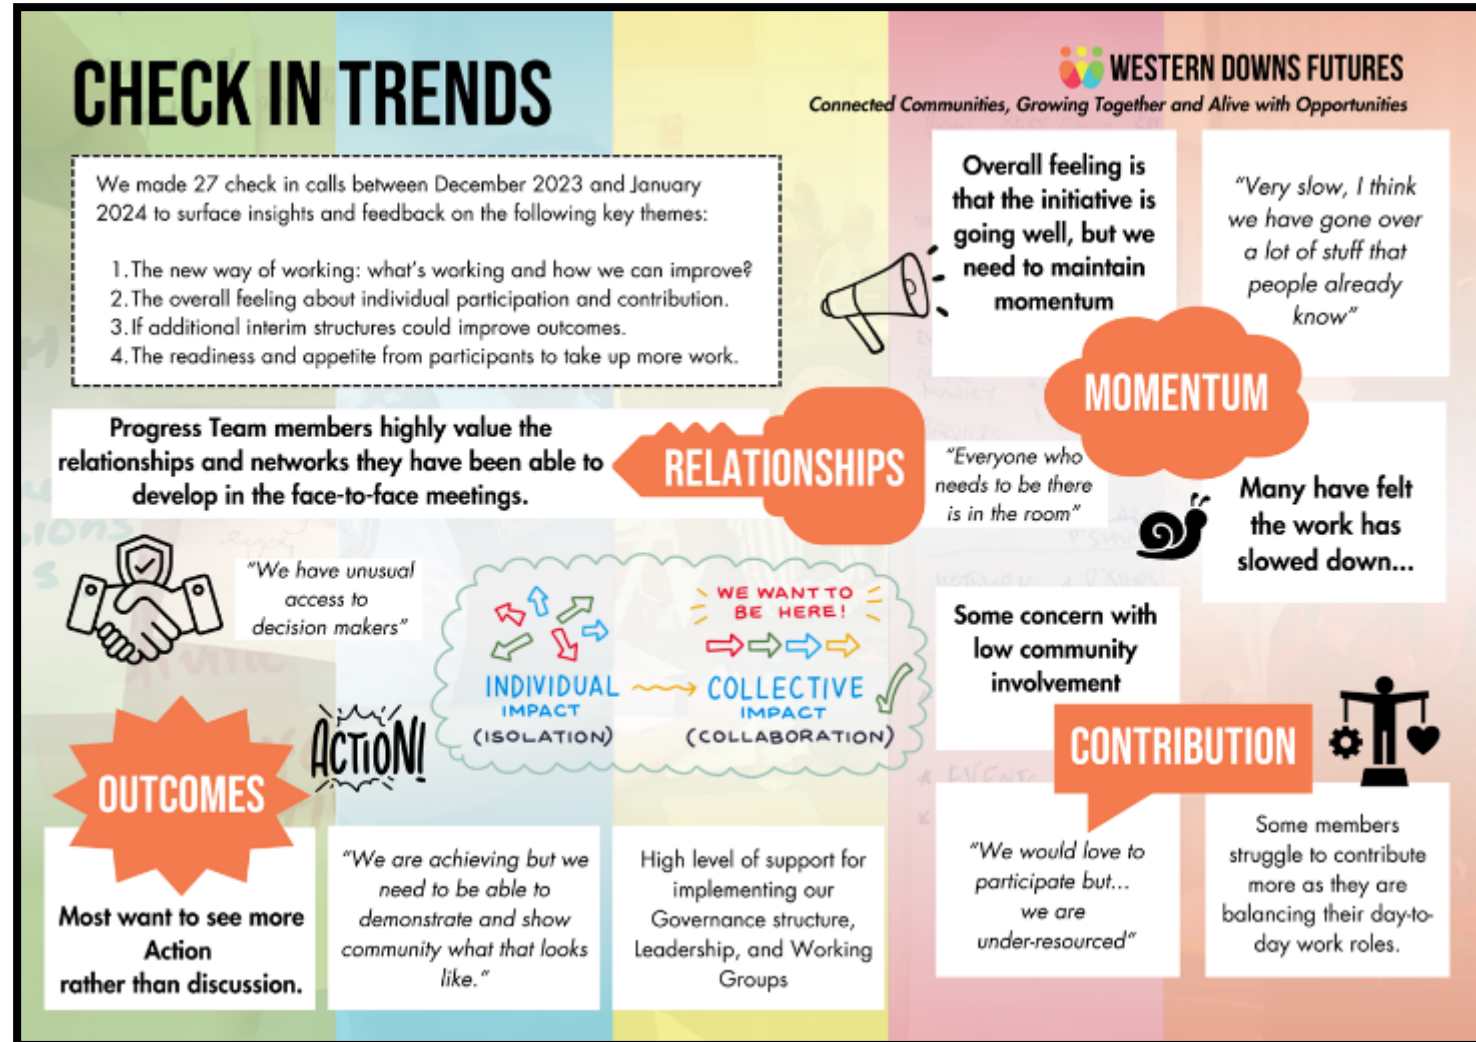 CHECK IN TRENDS
WESTERN DOWNS FUTURES
Connected Communities, Growing Together and Alive with Opportunities
We made 27 check in calls between December 2023 and January
2024 to surface insights and feedback on the following key themes:
1. The new way of working: what's working and how we can improve?
2. The overall feeling about individual participation and contribution.
3. If additional interim structures could improve outcomes.
4. The readiness and appetite from participants to take up more work.
Overall feeling is
that the initiative is
going well, but we
need to maintain
momentum
"Very slow, I think
we have gone over
a lot of stuff that
people already
know"
MOMENTUM
Progress Team members highly value the
relationships and networks they have been able to
develop in the face-to-face meetings.
RELATIONSHIPS
"Everyone who
needs to be there
is in the room"
Many have felt
the work has
slowed down...
"We have unusual
access to
decision makers"
WE WANT TO
BE HERE!
INDIVIDUAL
IMPACT
(ISOLATION)
COLLECTIVE
IMPACT
(COLLABORATION)
Some concern with
low community
involvement
CONTRIBUTION
ACTION!
OUTCOMES
Most want to see more
Action
rather than discussion.
"We are achieving but we
need to be able to
demonstrate and show
community what that looks
like."
High level of support for
implementing our
Governance structure,
Leadership, and Working
Groups
"We would love to
participate but...
we are
under-resourced"
Some members
struggle to contribute
more as they are
balancing their day-to-
day work roles.